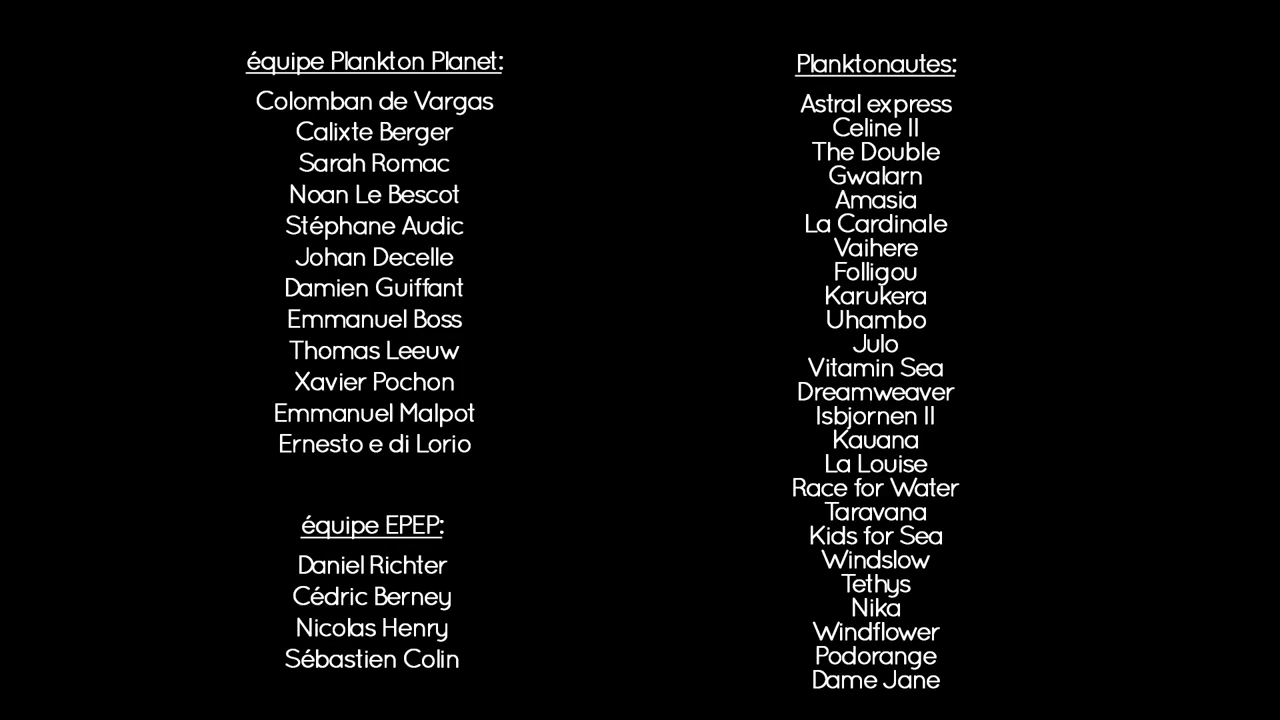 équipe Plankton Planet:
Colomban de Vargas
Calixte Berger
Sarah Romac
Noan Le Bescot
Stéphane Audic
Johan Decelle
Damien Guiffant
Emmanuel Boss
Thomas Leeuw
Xavier Pochon
Emmanuel Malpot
Ernesto e di Lorio
équipe EPEP:
Daniel Richter
Cédric Berney
Nicolas Henry
Sébastien Colin
Planktonautes:
Astral express
Celine II
The Double
Gwalarn
Amasia
La Cardinale
Vaihere
Folligou
Karukera
Uhambo
Julo
Vitamin Sea
Dreamweaver
Isbjornen II
Kauana
La Louise
Race for Water
Taravana
Kids for Sea
Windslow
Tethys
Nika
Windflower
Podorange
Dame Jane